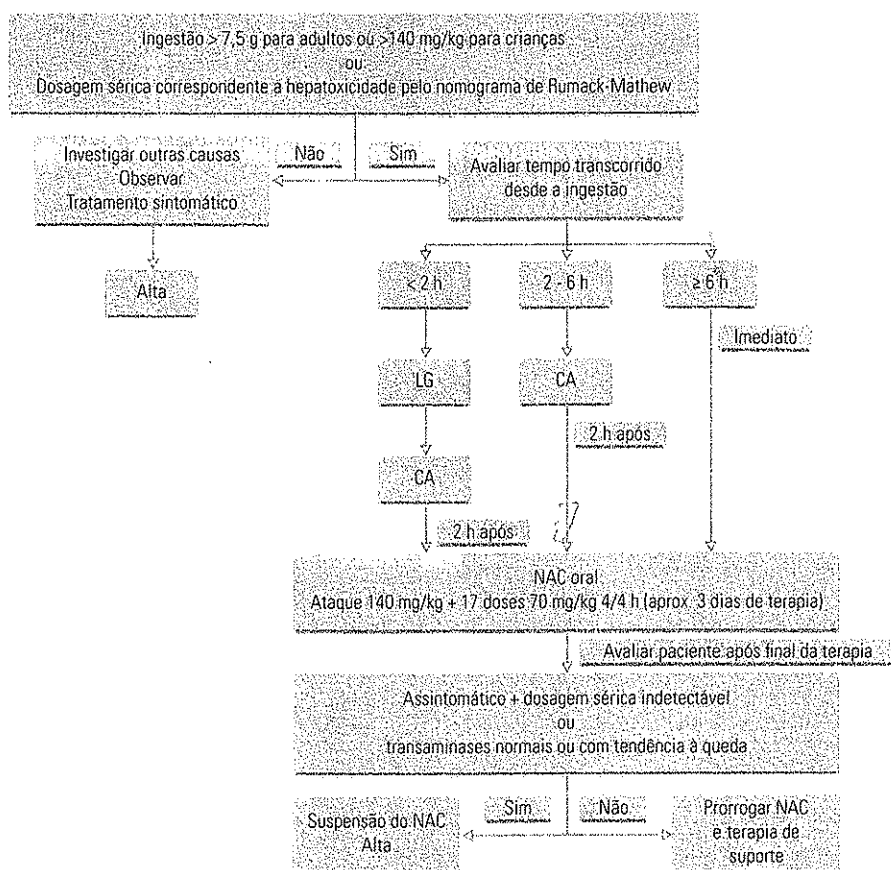 Ingestão > 7,5 g para adultos ou >140 mg/kg para crianças
ou
Dosagem sérica correspondente a hepatoxicidade pelo nomograma de Rumack-Mathew
Investigar outras causas
Observar
Tratamento sintomático
Não
Sim
Avaliar tempo transcorrido
desde a ingestão
Alta
< 2 h
2 - 6 h
≥ 6 h
Imediato
LG
CA
2 h após
CA
2 h após
NAC oral
Ataque 140 mg/kg + 17 doses 70 mg/kg 4/4 h (aprox. 3 dias de terapia)
Avaliar paciente após final da terapia
Assintomático + dosagem sérica indetectável
ou
transaminases normais ou com tendência à queda
Suspensão do NAC
Alta
Sim
Não
Prorrogar NAC
e terapia de
suporte